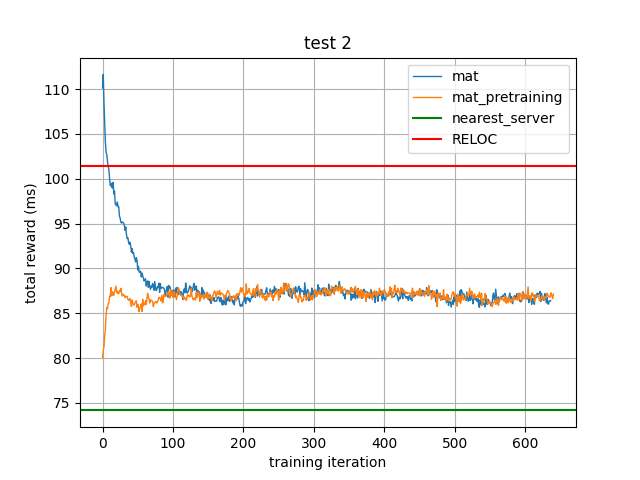 test 2
total reward (ms)
110
105
100
95
90
85
80
75
mat
mat_pretraining
nearest_server
RELOC
0 100 200 300 400 500 600
training iteration